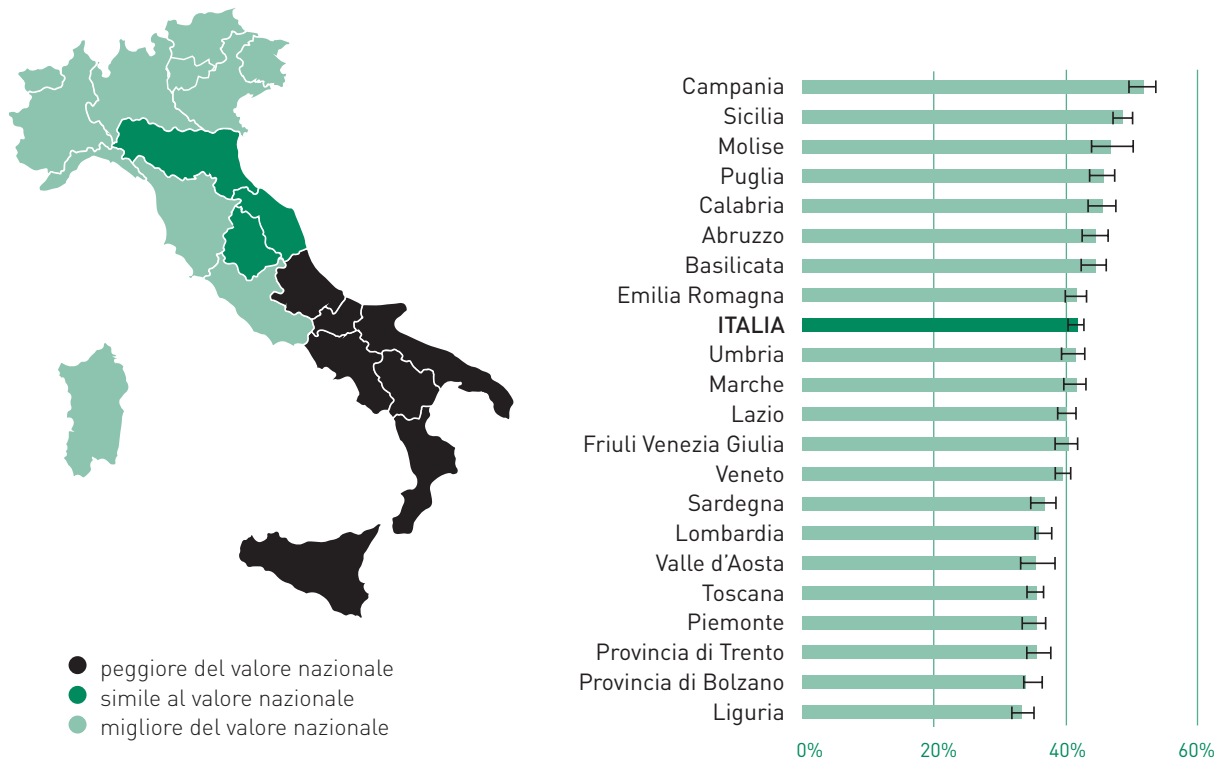 Campania
Sicilia
Molise
Puglia
Calabria
Abruzzo
Basilicata
Emilia Romagna
ITALIA
Umbria
Marche
Lazio
Friuli Venezia Giulia
Veneto
Sardegna
Lombardia
Valle d’Aosta
Toscana
Piemonte
Provincia di Trento
Provincia di Bolzano
Liguria
0% 20% 40% 60%
peggiore del valore nazionale
simile al valore nazionale
migliore del valore nazionale